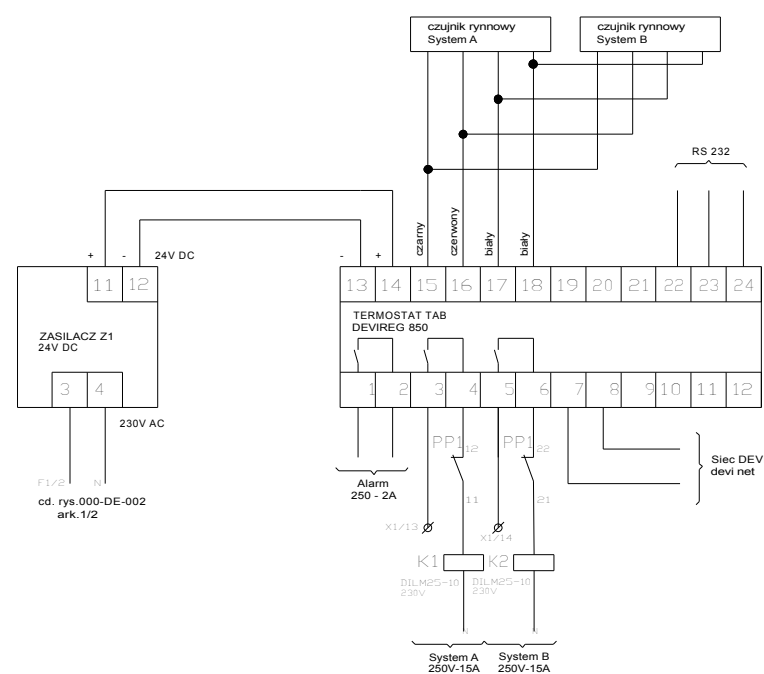 czujnik rynnowy
System A
czujnik rynnowy
System B
RS 232
czarny
czerwony
biały
biały
+ - 24V DC
- +
11 12
13 14 15 16 17 18 19 20 21 22 23 24
ZASILACZ Z1
24V DC
TERMOSTAT TAB
DEVIREG 850
3 4
1 2 3 4 5 6 7 8 9 10 11 12
230V AC
PP1 12
PP1 22
Siec DEV
devi net
F1/2 N
Alarm
250 - 2A
11
21
cd. rys.000-DE-002
ark.1/2
X1/13
X1/14
K1
K2
DILM25-10
230V
DILM25-10
230V
N
N
System A
250V-15A
System B
250V-15A